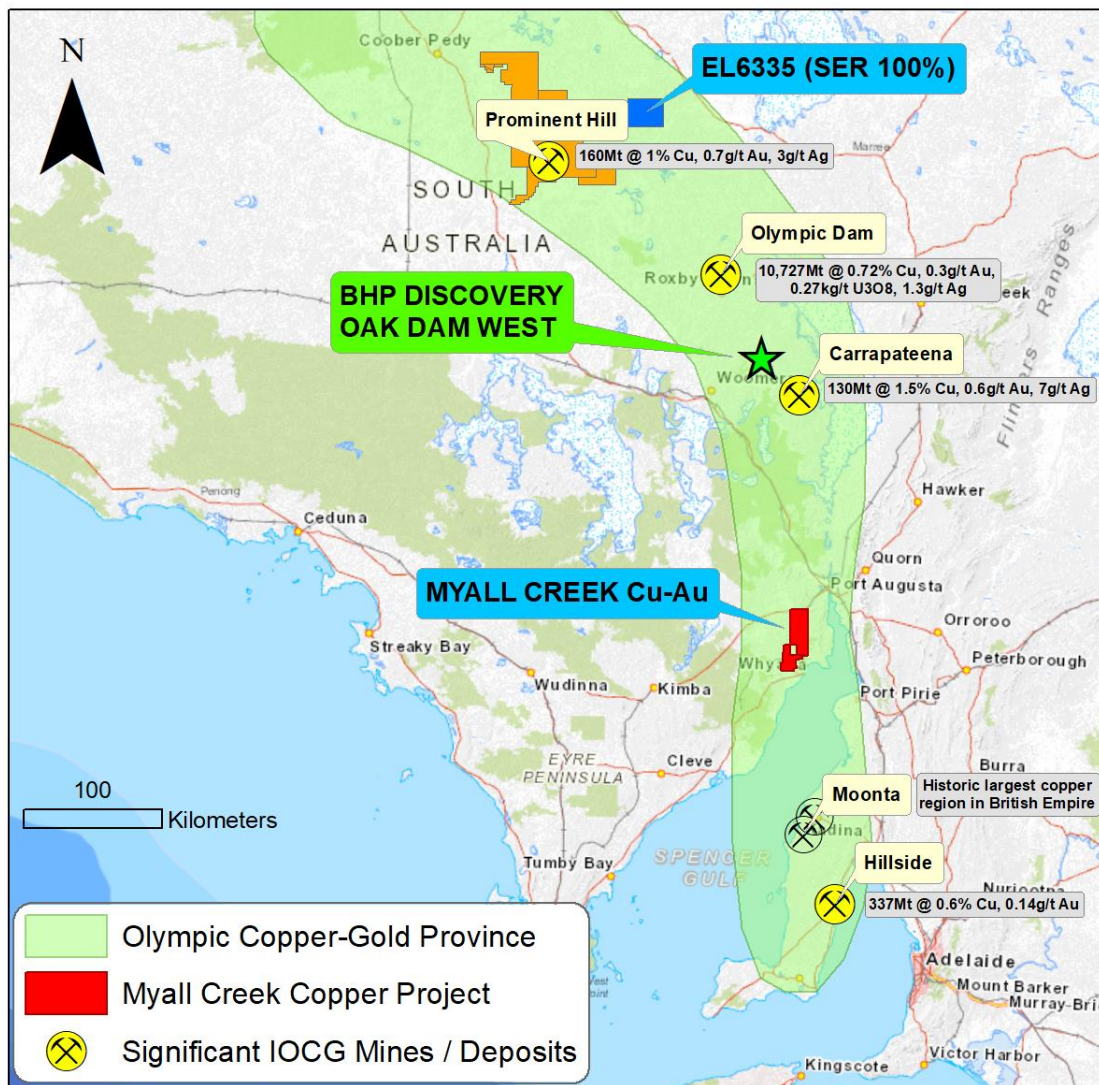 N
Coober Pedy
EL6335 (SER 100%)
Prominent Hill
160Mt @ 1% Cu, 0.7g/t Au, 3g/t Ag
Marree
SOUTH
AUSTRALIA
Olympic Dam
Roxby
10,727Mt @ 0.72% Cu, 0.3g/t Au,
0.27kg/t U3O8, 1.3g/t Ag
BHP DISCOVERY
OAK DAM WEST
Carrapateena
130Mt @ 1.5% Cu, 0.6g/t Au, 7g/t Ag
Ranges
Hawker
Penong
Ceduna
Quorn
Port Augusta
MYALL CREEK Cu-Au
Orroroo
Streaky Bay
Peterborough
Wudinna
Kimba
Port Pirie
EYRE
PENINSULA
Cleve
Burra
100
Kilometers
Moonta
Historic largest copper
region in British Empire
Tumby Bay
SPENCER
GULF
Hillside
337Mt @ 0.6% Cu, 0.14g/t Au
Olympic Copper-Gold Province
Myall Creek Copper Project
Significant IOCG Mines / Deposits
Adelaide
Mount Barker
Kingscote
Victor Harbor